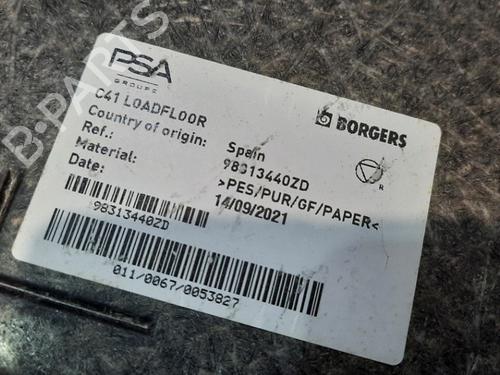 PSA
GROUPE
BORGERS
C41 LOADFLOOR
Country of origin: Spain
Ref.: 98313440ZD
Material: >PES/PUR/GF/PAPER<
Date: 14/09/2021
R
98313440ZD
011/0067/0053827
B-PARTS